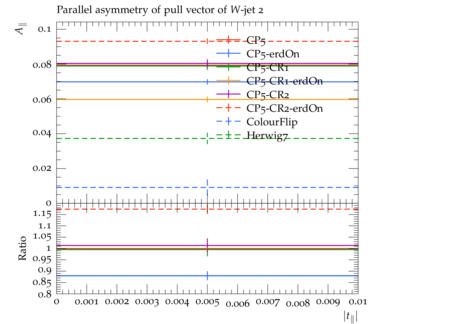 Parallel asymmetry of pull vector of W-jet 2
A∥
0.1
0.08
0.06
0.04
0.02
0
CP5
CP5-erdOn
CP5-CR1
CP5-CR1-erdOn
CP5-CR2
CP5-CR2-erdOn
ColourFlip
Herwig7
Ratio
1.15
1.1
1.05
1
0.95
0.9
0.85
0.8
0 0.001 0.002 0.003 0.004 0.005 0.006 0.007 0.008 0.009 0.01
|t∥|